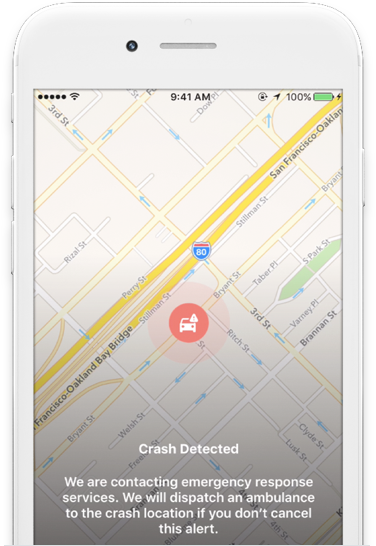 9:41 AM
100%
3rd St
Dow Pl
San Francisco-Oakland
Bryant
Stillman St
80
Rizal St
Taber Pl
S Park St
Perry St
Stillman St
Bryant St
Varney Pl
3rd St
Brannan St
Francisco-Oakland Bay Bridge
Ritch St
St
Welsh St
Clyde St
Bryant St
Lusk St
Free
Crash Detected
We are contacting emergency response
services. We will dispatch an ambulance
to the crash location if you don't cancel
this alert.